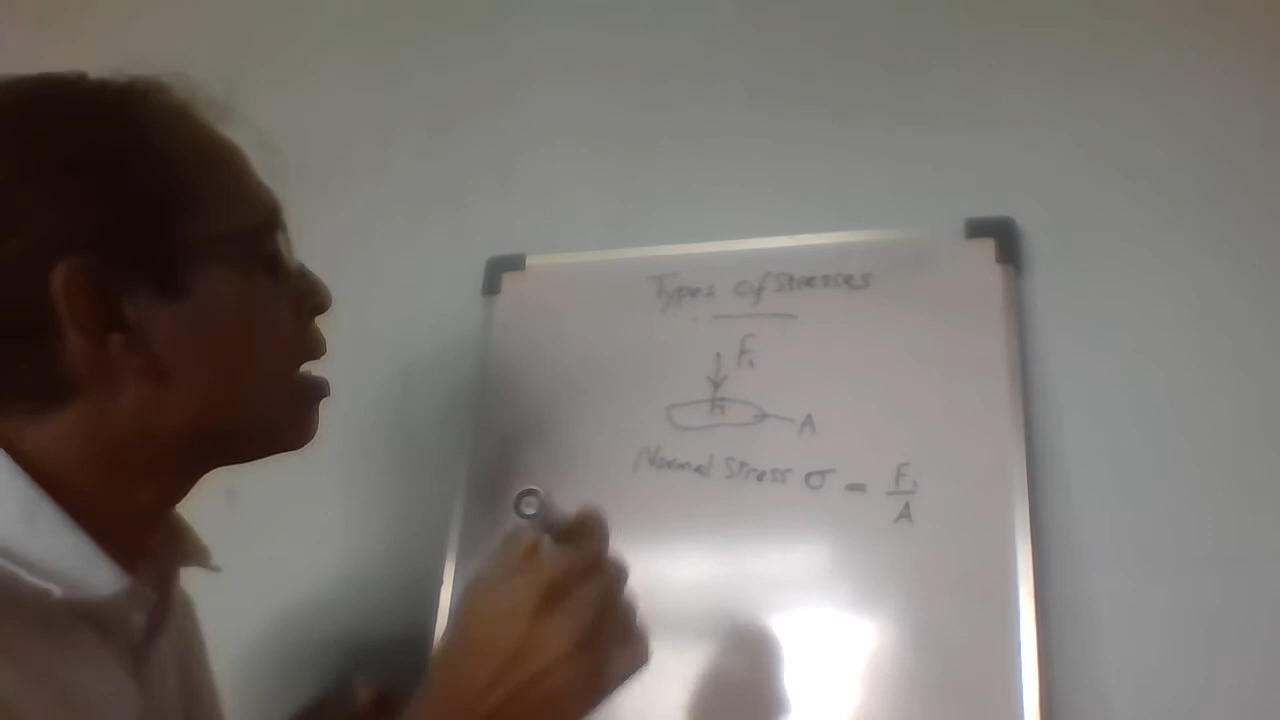 Types of Stresses
F₁
A
Normal Stress σ = F₁/A